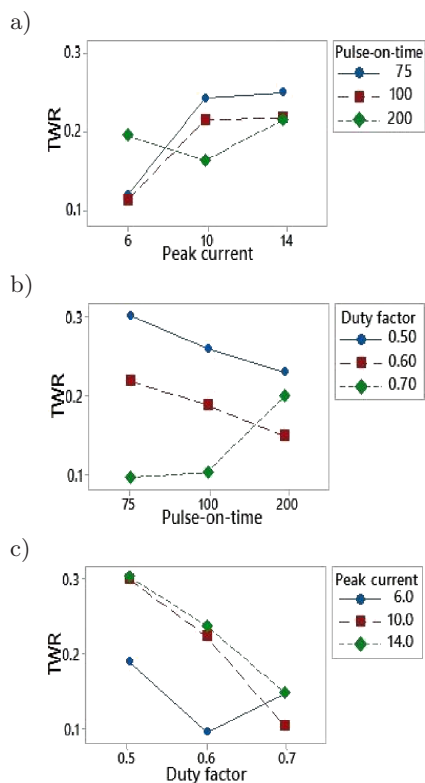 a)
Pulse-on-time
75
100
200
0.3
0.2
0.1
TWR
6
10
14
Peak current
b)
Duty factor
0.50
0.60
0.70
0.3
0.2
0.1
TWR
75
100
200
Pulse-on-time
c)
Peak current
6.0
10.0
14.0
0.3
0.2
0.1
TWR
0.5
0.6
0.7
Duty factor